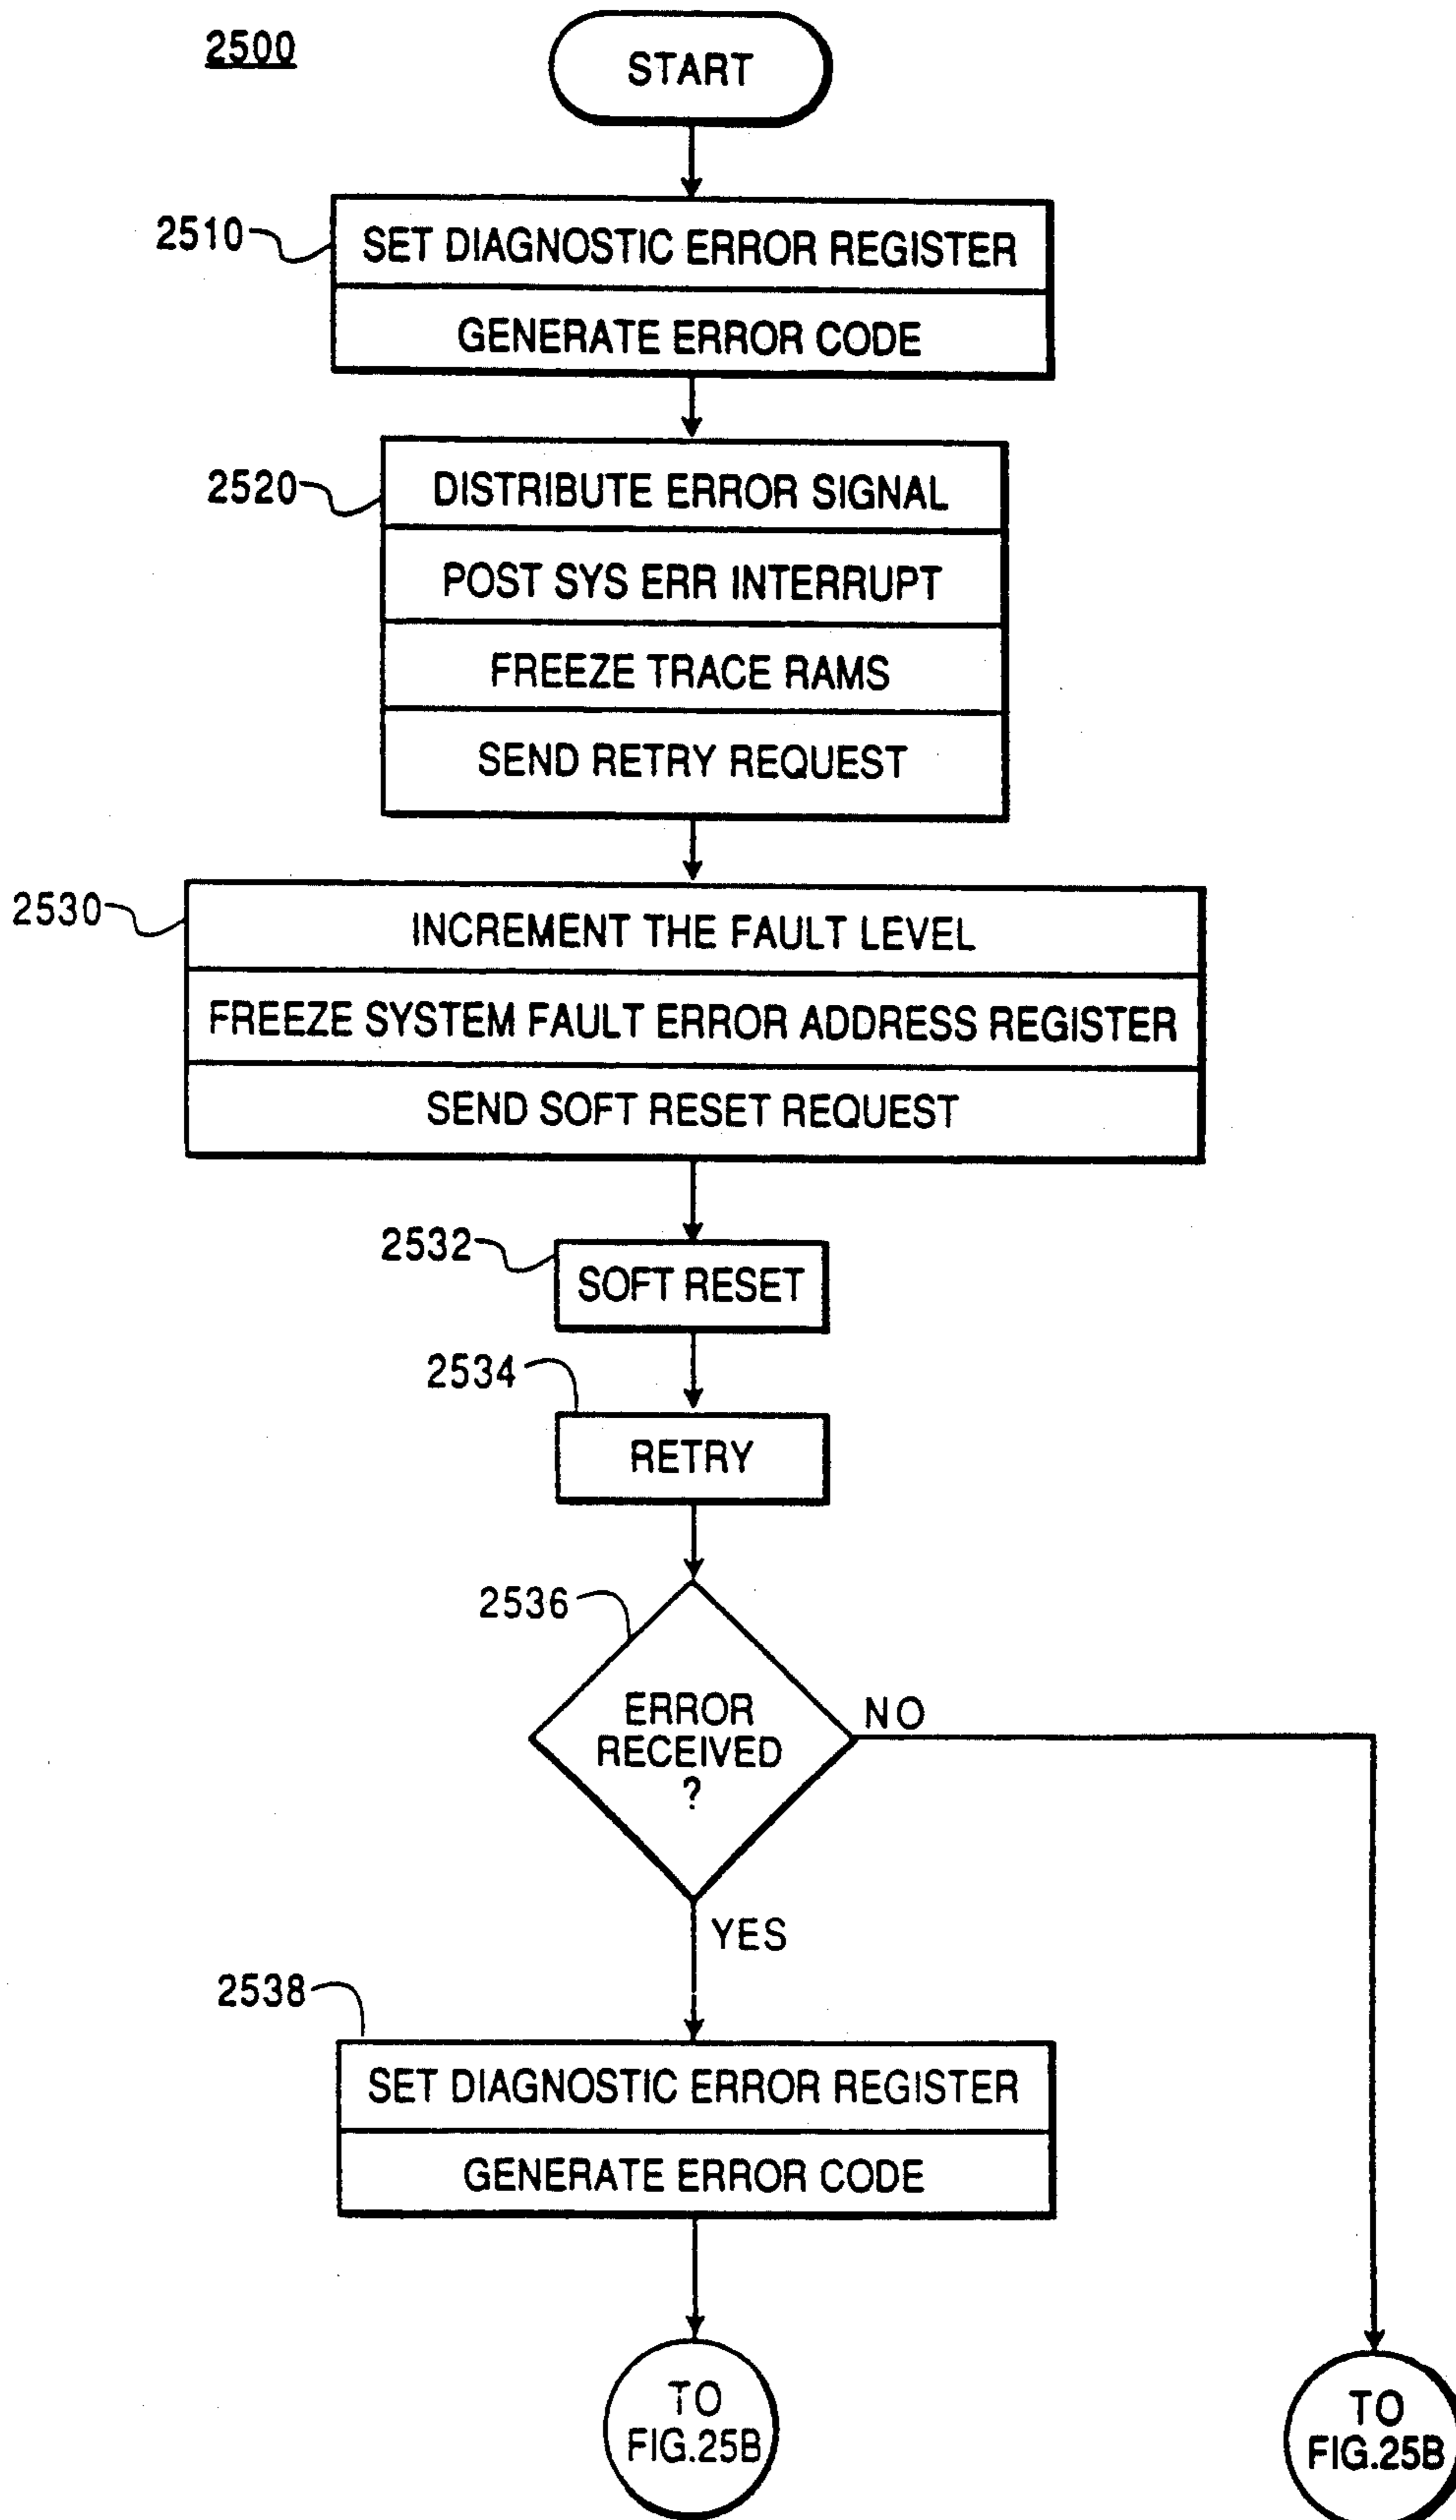 2500
START
2510
SET DIAGNOSTIC ERROR REGISTER
GENERATE ERROR CODE
2520
DISTRIBUTE ERROR SIGNAL
POST SYS ERR INTERRUPT
FREEZE TRACE RAMS
SEND RETRY REQUEST
2530
INCREMENT THE FAULT LEVEL
FREEZE SYSTEM FAULT ERROR ADDRESS REGISTER
SEND SOFT RESET REQUEST
2532
SOFT RESET
2534
RETRY
2536
ERROR
RECEIVED
?
NO
YES
2538
SET DIAGNOSTIC ERROR REGISTER
GENERATE ERROR CODE
TO
FIG.25B
TO
FIG.25B